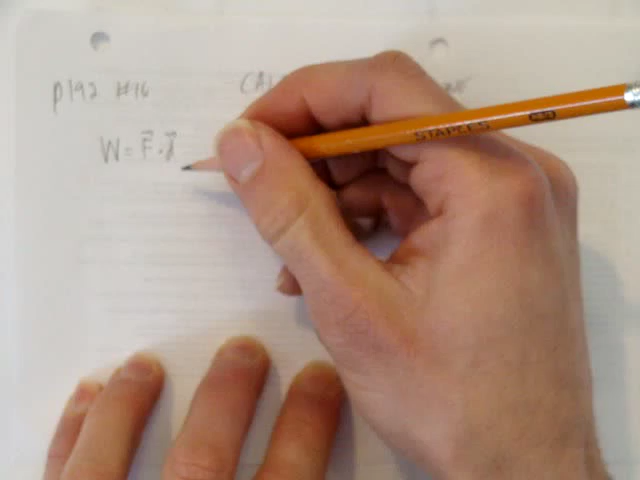 p192 #16
W = F⃗ · d⃗
STAPLES